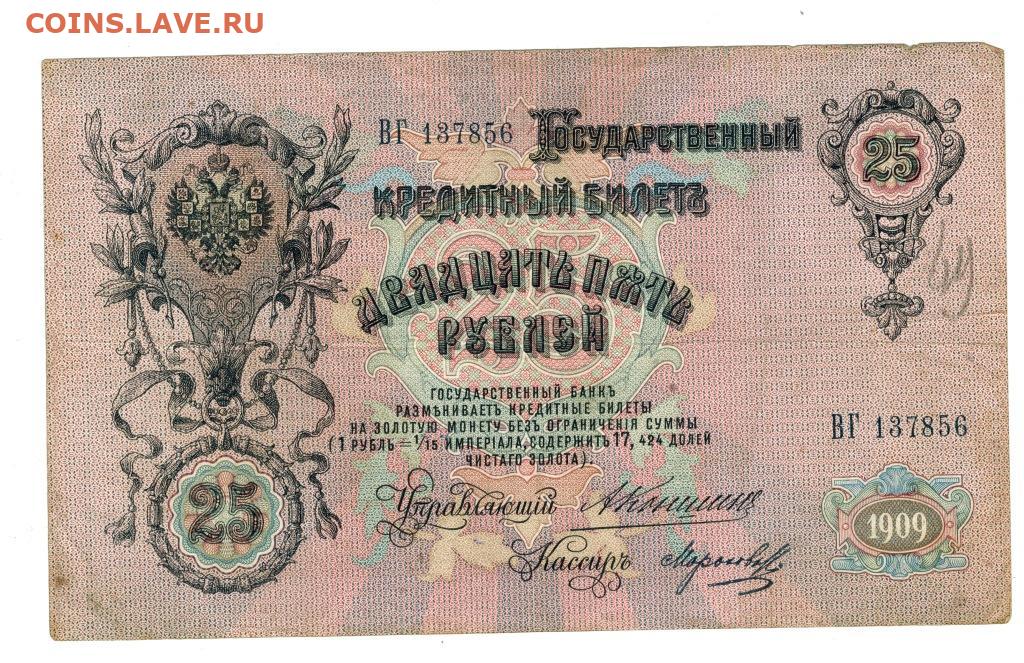 COINS.LAVE.RU
ВГ 137856 Государственный
25
Кредитный Билетъ
Двадцать Пять
Рублей
ГОСУДАРСТВЕННЫЙ БАНКЪ
РАЗМѢНИВАЕТЪ КРЕДИТНЫЕ БИЛЕТЫ
НА ЗОЛОТУЮ МОНЕТУ БЕЗЪ ОГРАНИЧЕНІЯ СУММЫ
(1 РУБЛЬ = 1/15 ИМПЕРІАЛА, СОДЕРЖИТЪ 17, 424 ДОЛЕЙ
ЧИСТАГО ЗОЛОТА).
ВГ 137856
25
Управляющій
1909
Кассиръ